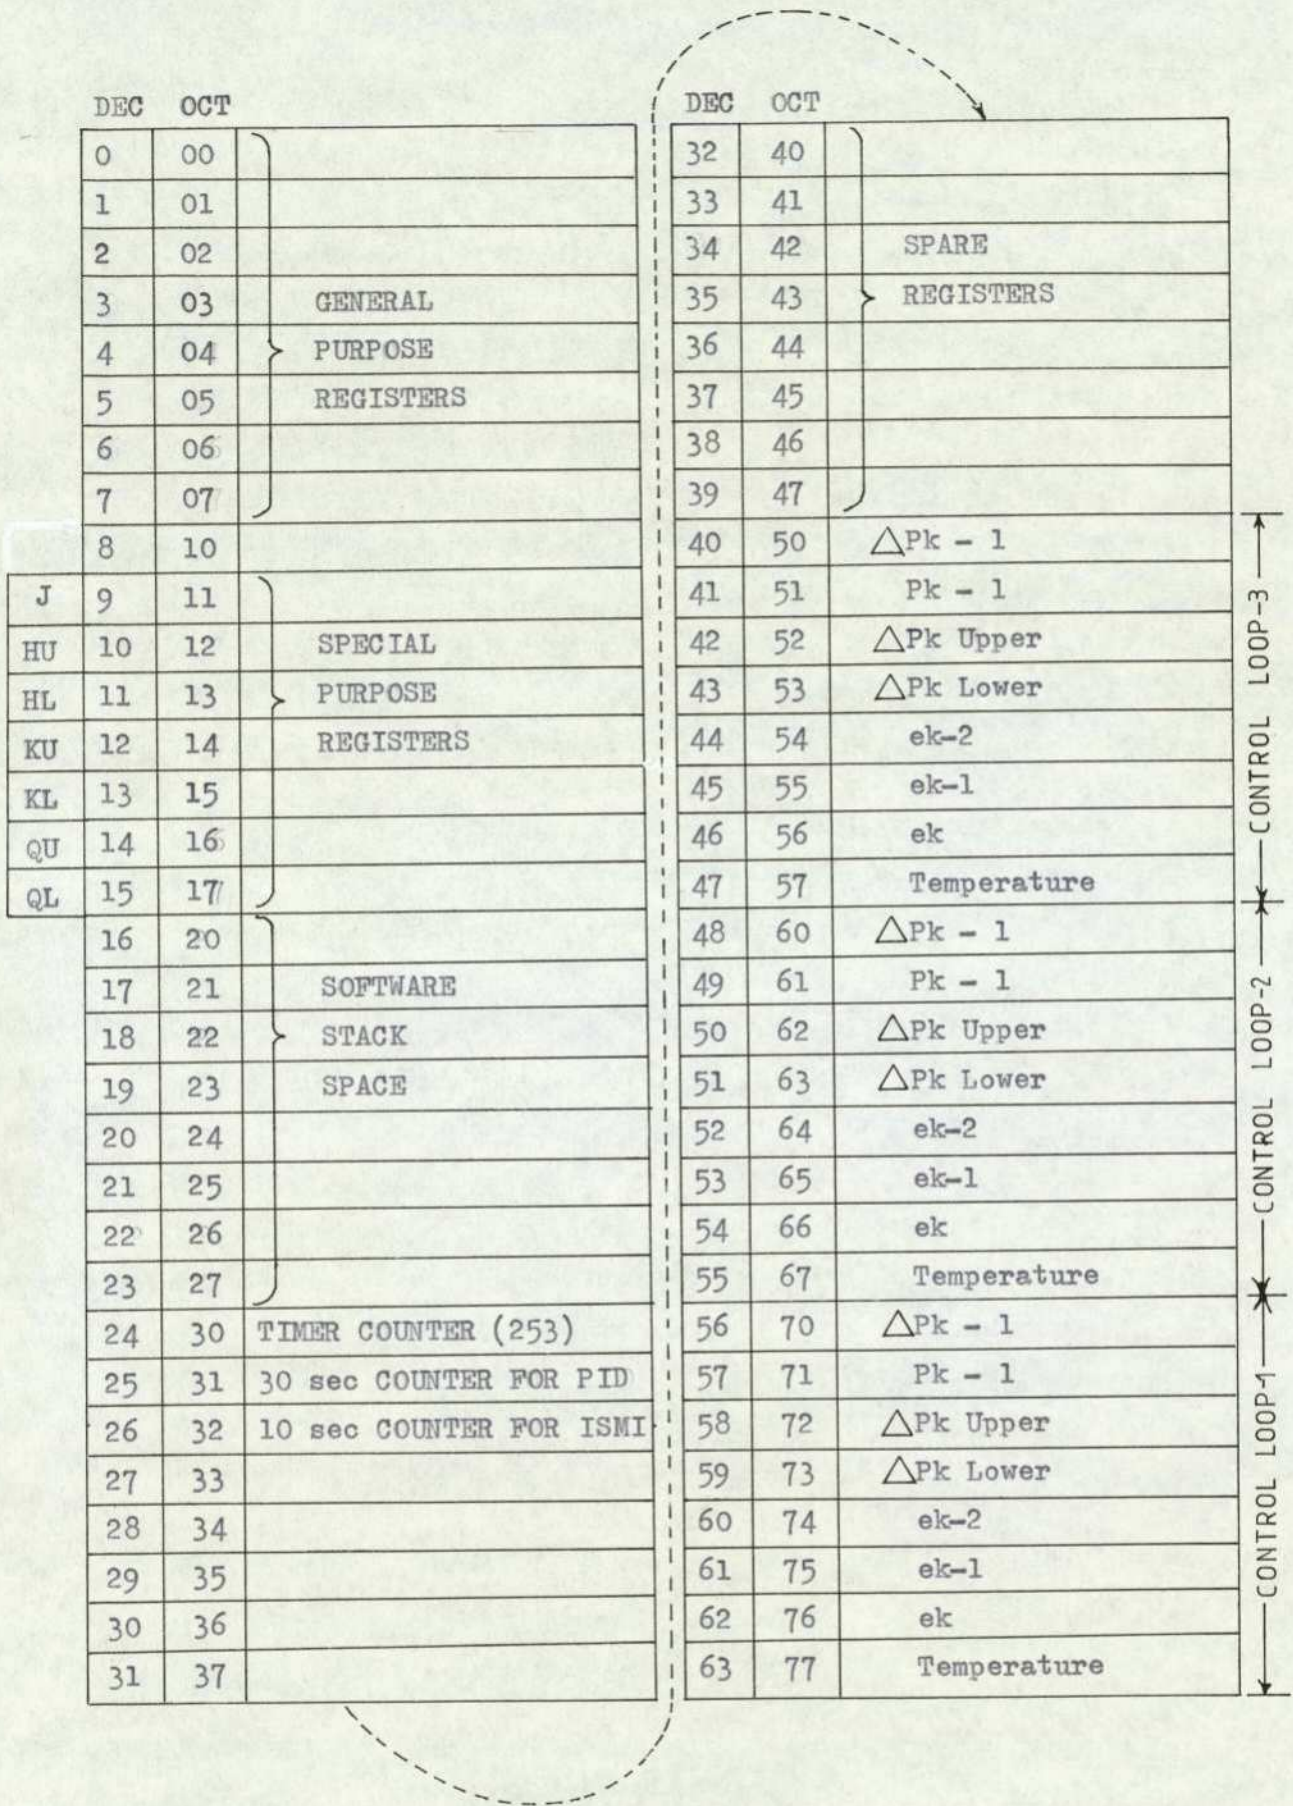 DEC OCT
0 00
1 01
2 02
3 03 GENERAL
4 04 PURPOSE
5 05 REGISTERS
6 06
7 07
8 10
J 9 11
HU 10 12 SPECIAL
HL 11 13 PURPOSE
KU 12 14 REGISTERS
KL 13 15
QU 14 16
QL 15 17
16 20
17 21 SOFTWARE
18 22 STACK
19 23 SPACE
20 24
21 25
22 26
23 27
24 30 TIMER COUNTER (253)
25 31 30 sec COUNTER FOR PID
26 32 10 sec COUNTER FOR ISMI
27 33
28 34
29 35
30 36
31 37
DEC OCT
32 40
33 41
34 42 SPARE
35 43 REGISTERS
36 44
37 45
38 46
39 47
40 50 △Pk - 1
41 51 Pk - 1
42 52 △Pk Upper
43 53 △Pk Lower
44 54 ek-2
45 55 ek-1
46 56 ek
47 57 Temperature
48 60 △Pk - 1
49 61 Pk - 1
50 62 △Pk Upper
51 63 △Pk Lower
52 64 ek-2
53 65 ek-1
54 66 ek
55 67 Temperature
56 70 △Pk - 1
57 71 Pk - 1
58 72 △Pk Upper
59 73 △Pk Lower
60 74 ek-2
61 75 ek-1
62 76 ek
63 77 Temperature
CONTROL LOOP-3
CONTROL LOOP-2
CONTROL LOOP-1